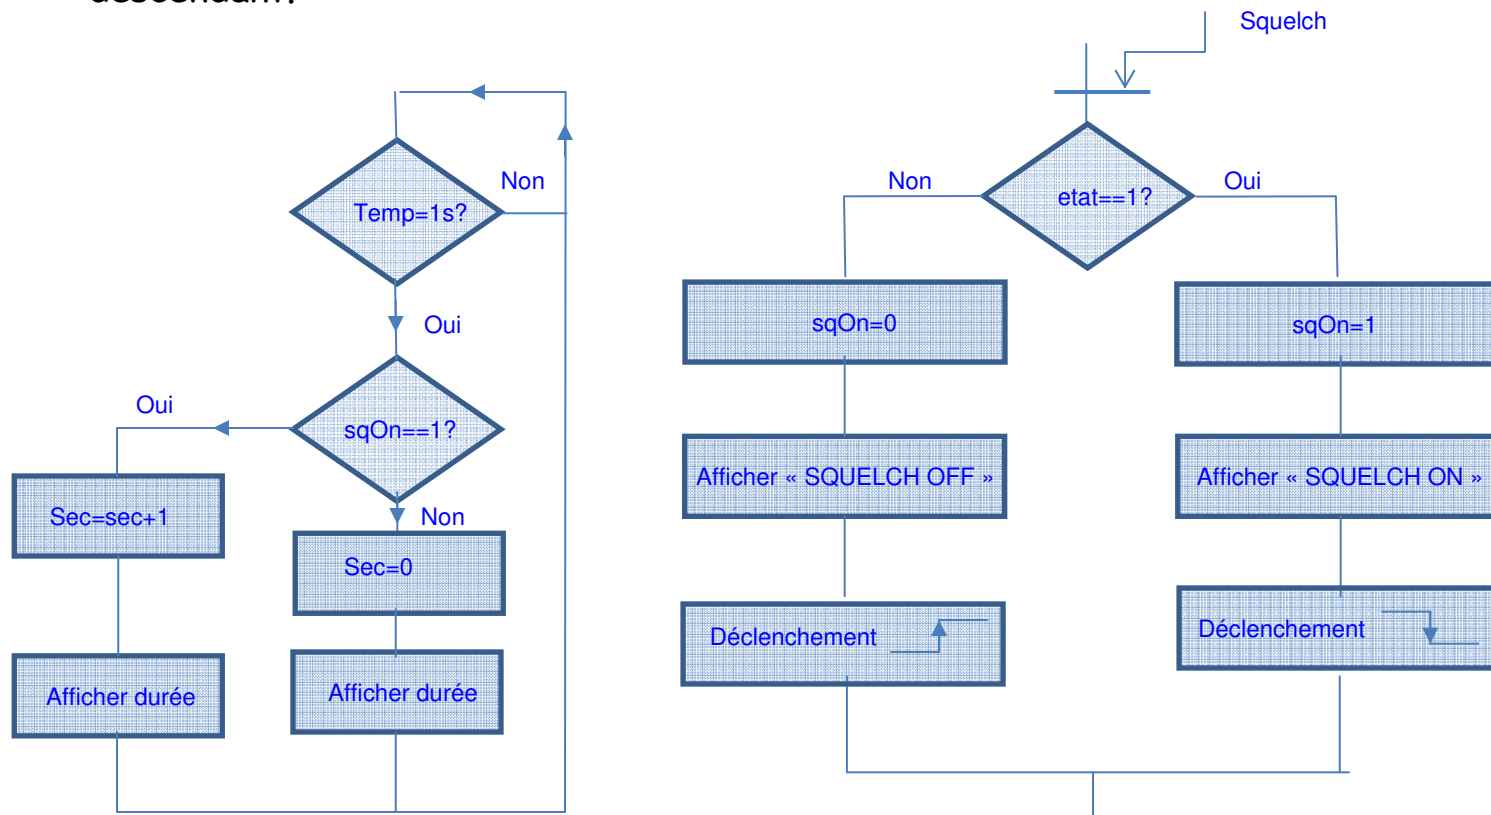 descendant.
Squelch
Non
Temp=1s?
Oui
Oui
sqOn==1?
Sec=sec+1
Non
Sec=0
Afficher durée
Afficher durée
Non
etat==1?
Oui
sqOn=0
sqOn=1
Afficher « SQUELCH OFF »
Afficher « SQUELCH ON »
Déclenchement
Déclenchement